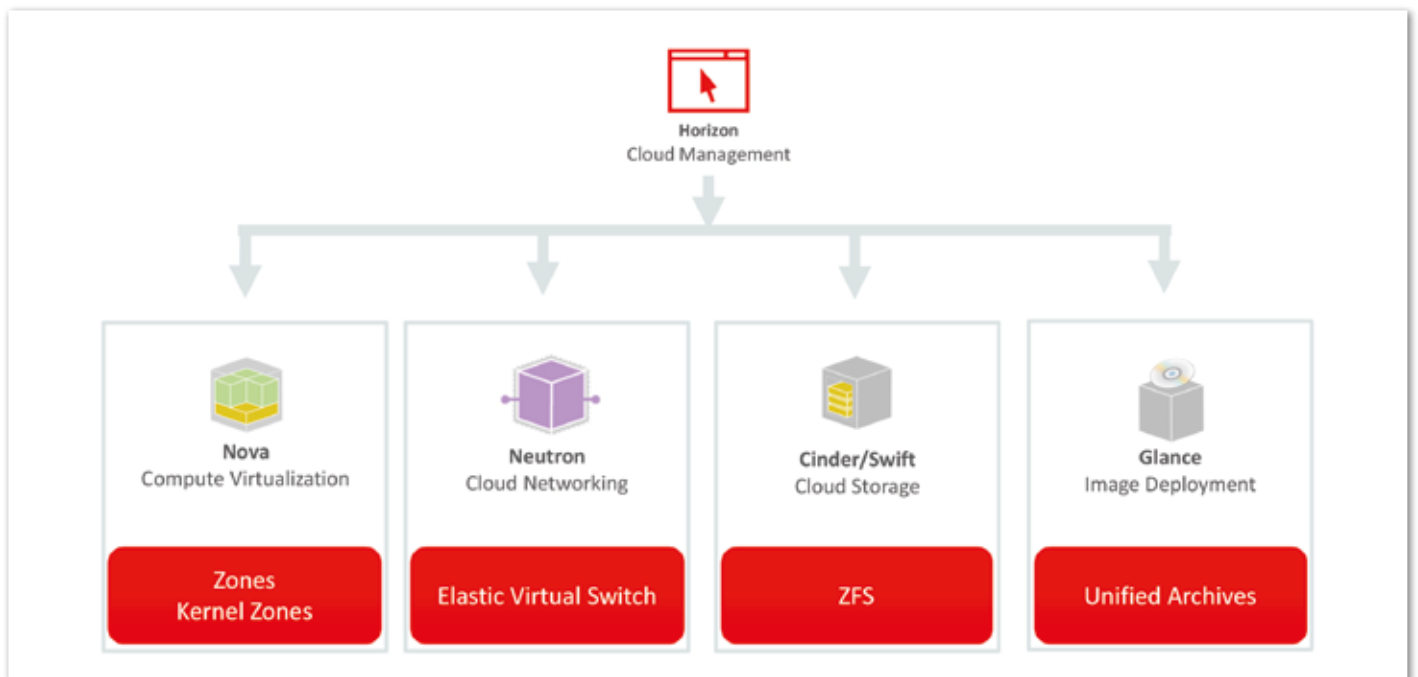 Horizon
Cloud Management
Nova
Compute Virtualization
Zones
Kernel Zones
Neutron
Cloud Networking
Elastic Virtual Switch
Cinder/Swift
Cloud Storage
ZFS
Glance
Image Deployment
Unified Archives